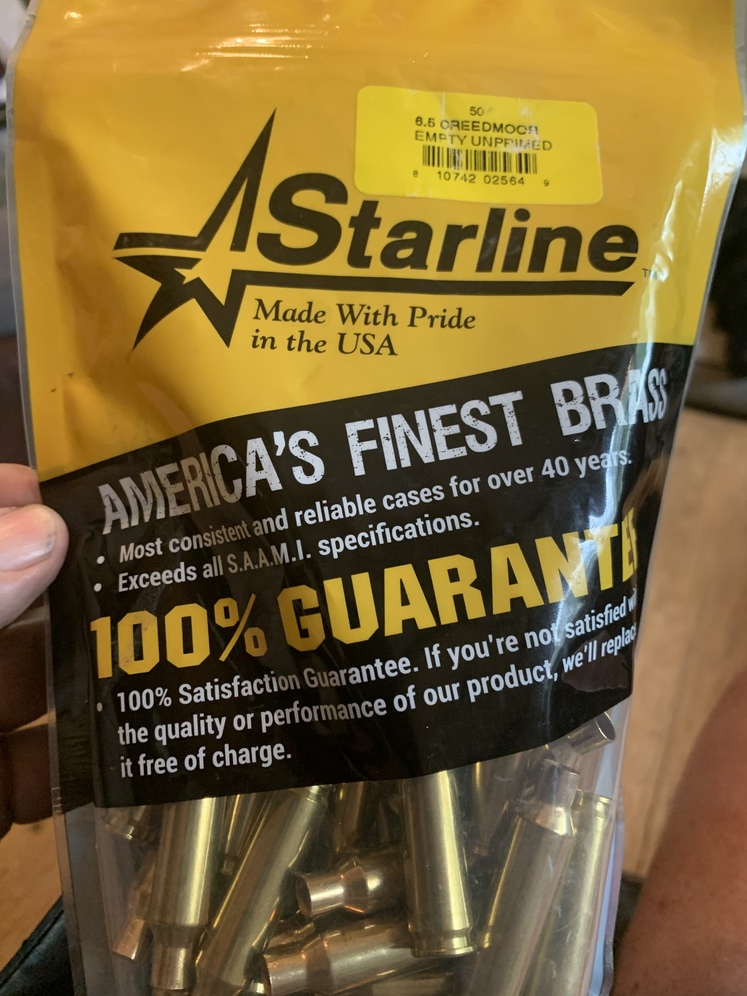 50
6.5 CREEDMOOR
EMPTY UNPRIMED
8 10742 02564 9
Starline
TM
Made With Pride
in the USA
AMERICA'S FINEST BRASS
• Most consistent and reliable cases for over 40 years.
• Exceeds all S.A.A.M.I. specifications.
100% GUARANTE
• 100% Satisfaction Guarantee. If you're not satisfied w
the quality or performance of our product, we'll replac
it free of charge.